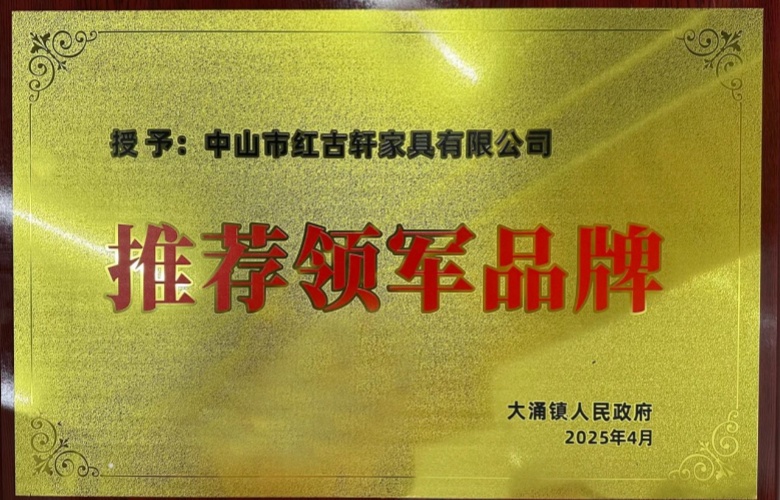 授予：中山市红古轩家具有限公司
推荐领军品牌
大涌镇人民政府
2025年4月